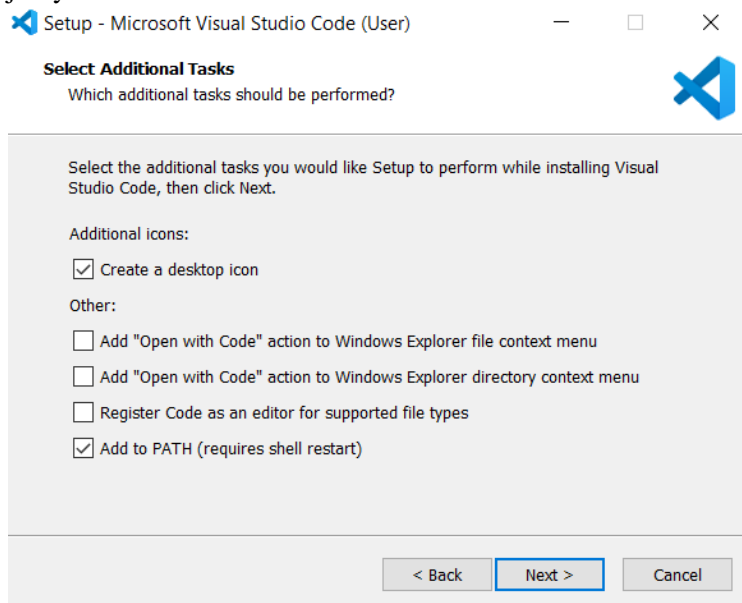 Setup - Microsoft Visual Studio Code (User)
Select Additional Tasks
Which additional tasks should be performed?
Select the additional tasks you would like Setup to perform while installing Visual
Studio Code, then click Next.
Additional icons:
Create a desktop icon
Other:
Add "Open with Code" action to Windows Explorer file context menu
Add "Open with Code" action to Windows Explorer directory context menu
Register Code as an editor for supported file types
Add to PATH (requires shell restart)
< Back Next > Cancel